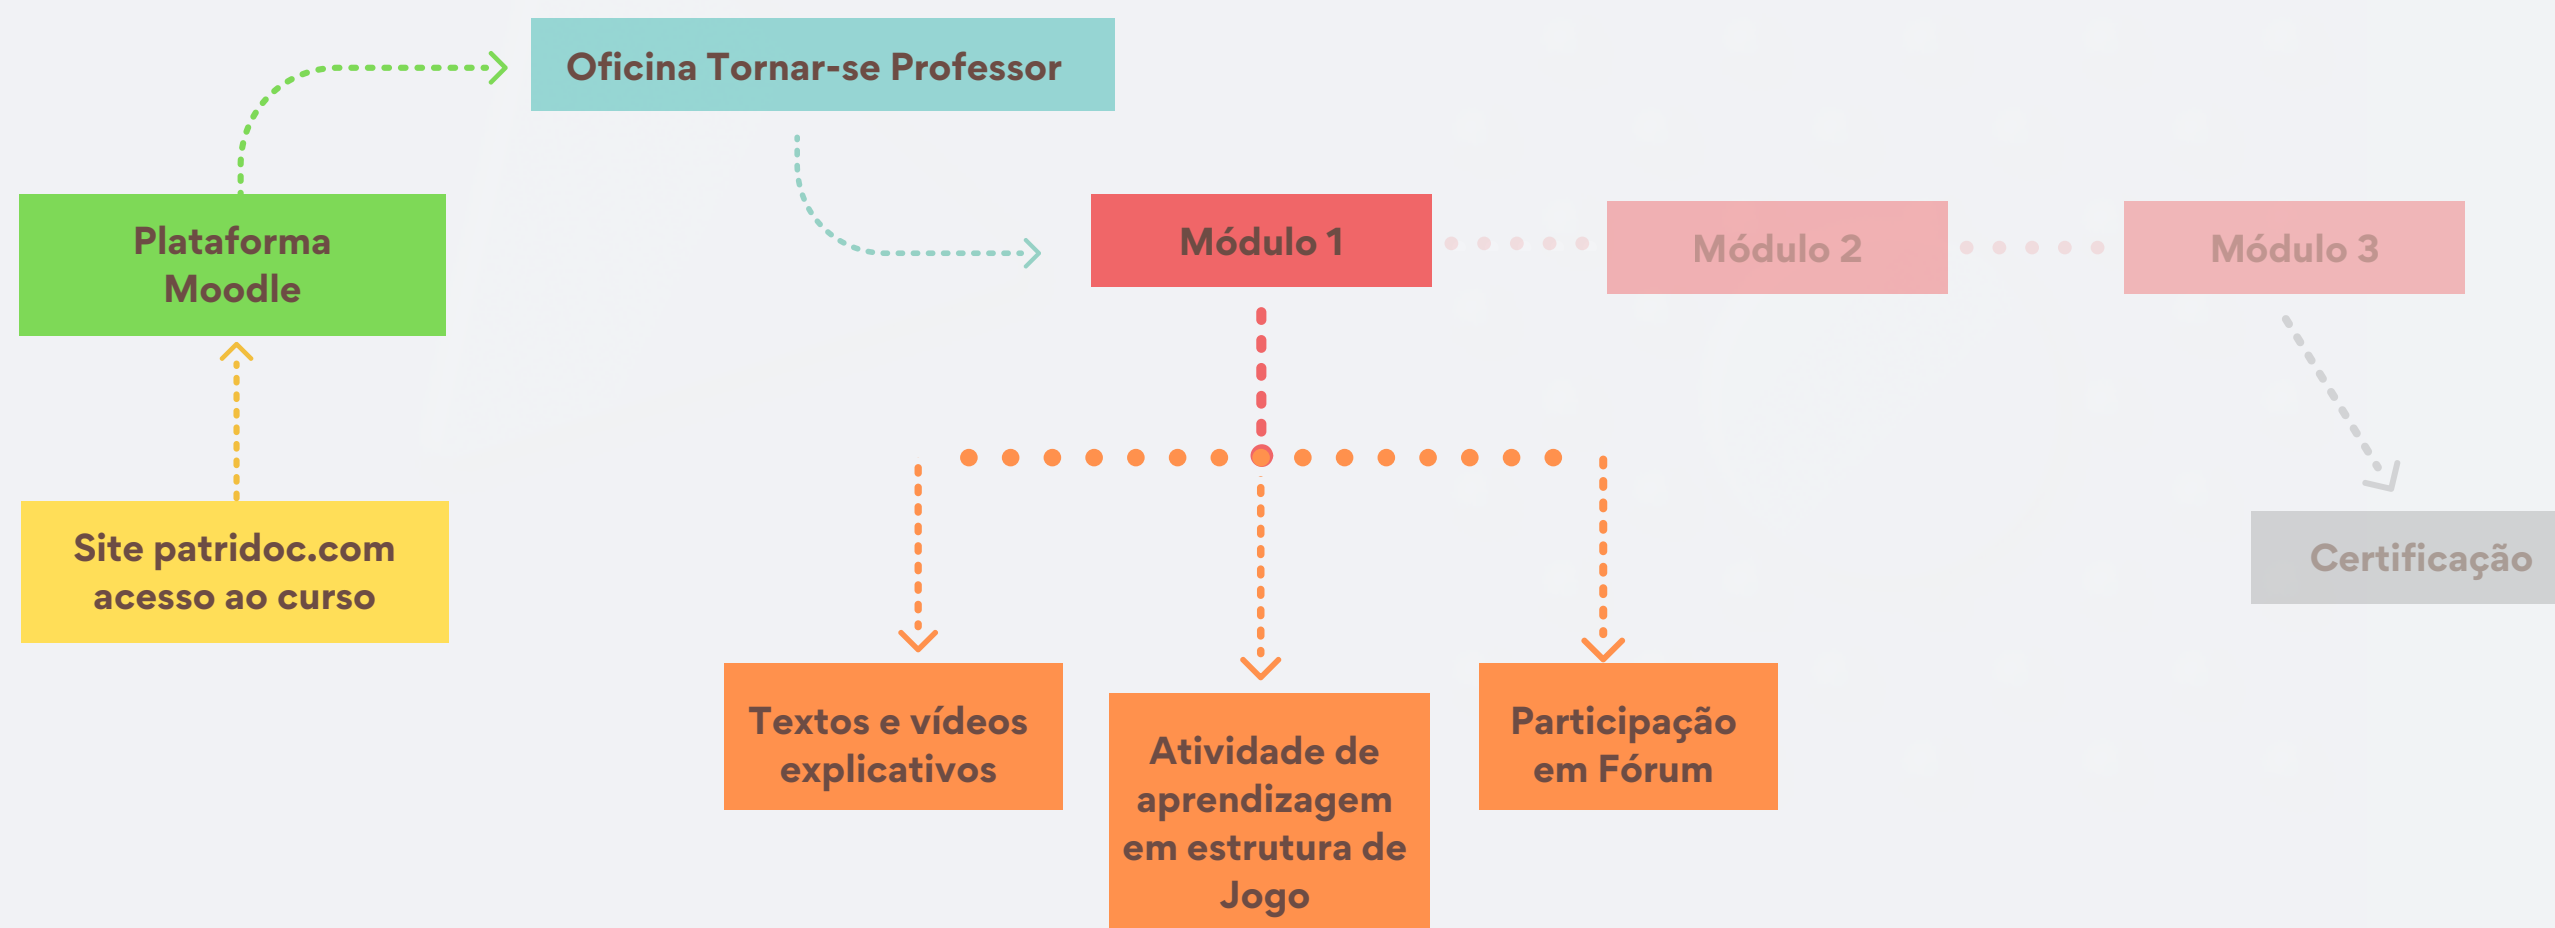 Oficina Tornar-se Professor
Plataforma
Moodle
Módulo 1
Módulo 2
Módulo 3
Site patridoc.com
acesso ao curso
Certificação
Textos e vídeos
explicativos
Atividade de
aprendizagem
em estrutura de
Jogo
Participação
em Fórum